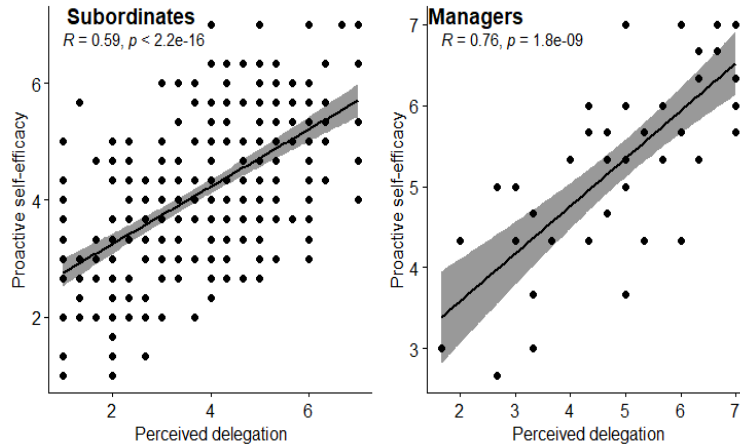 Subordinates
R = 0.59, p < 2.2e-16
Proactive self-efficacy
6
4
2
2
4
6
Perceived delegation
Managers
R = 0.76, p = 1.8e-09
Proactive self-efficacy
7
6
5
4
3
2
3
4
5
6
7
Perceived delegation